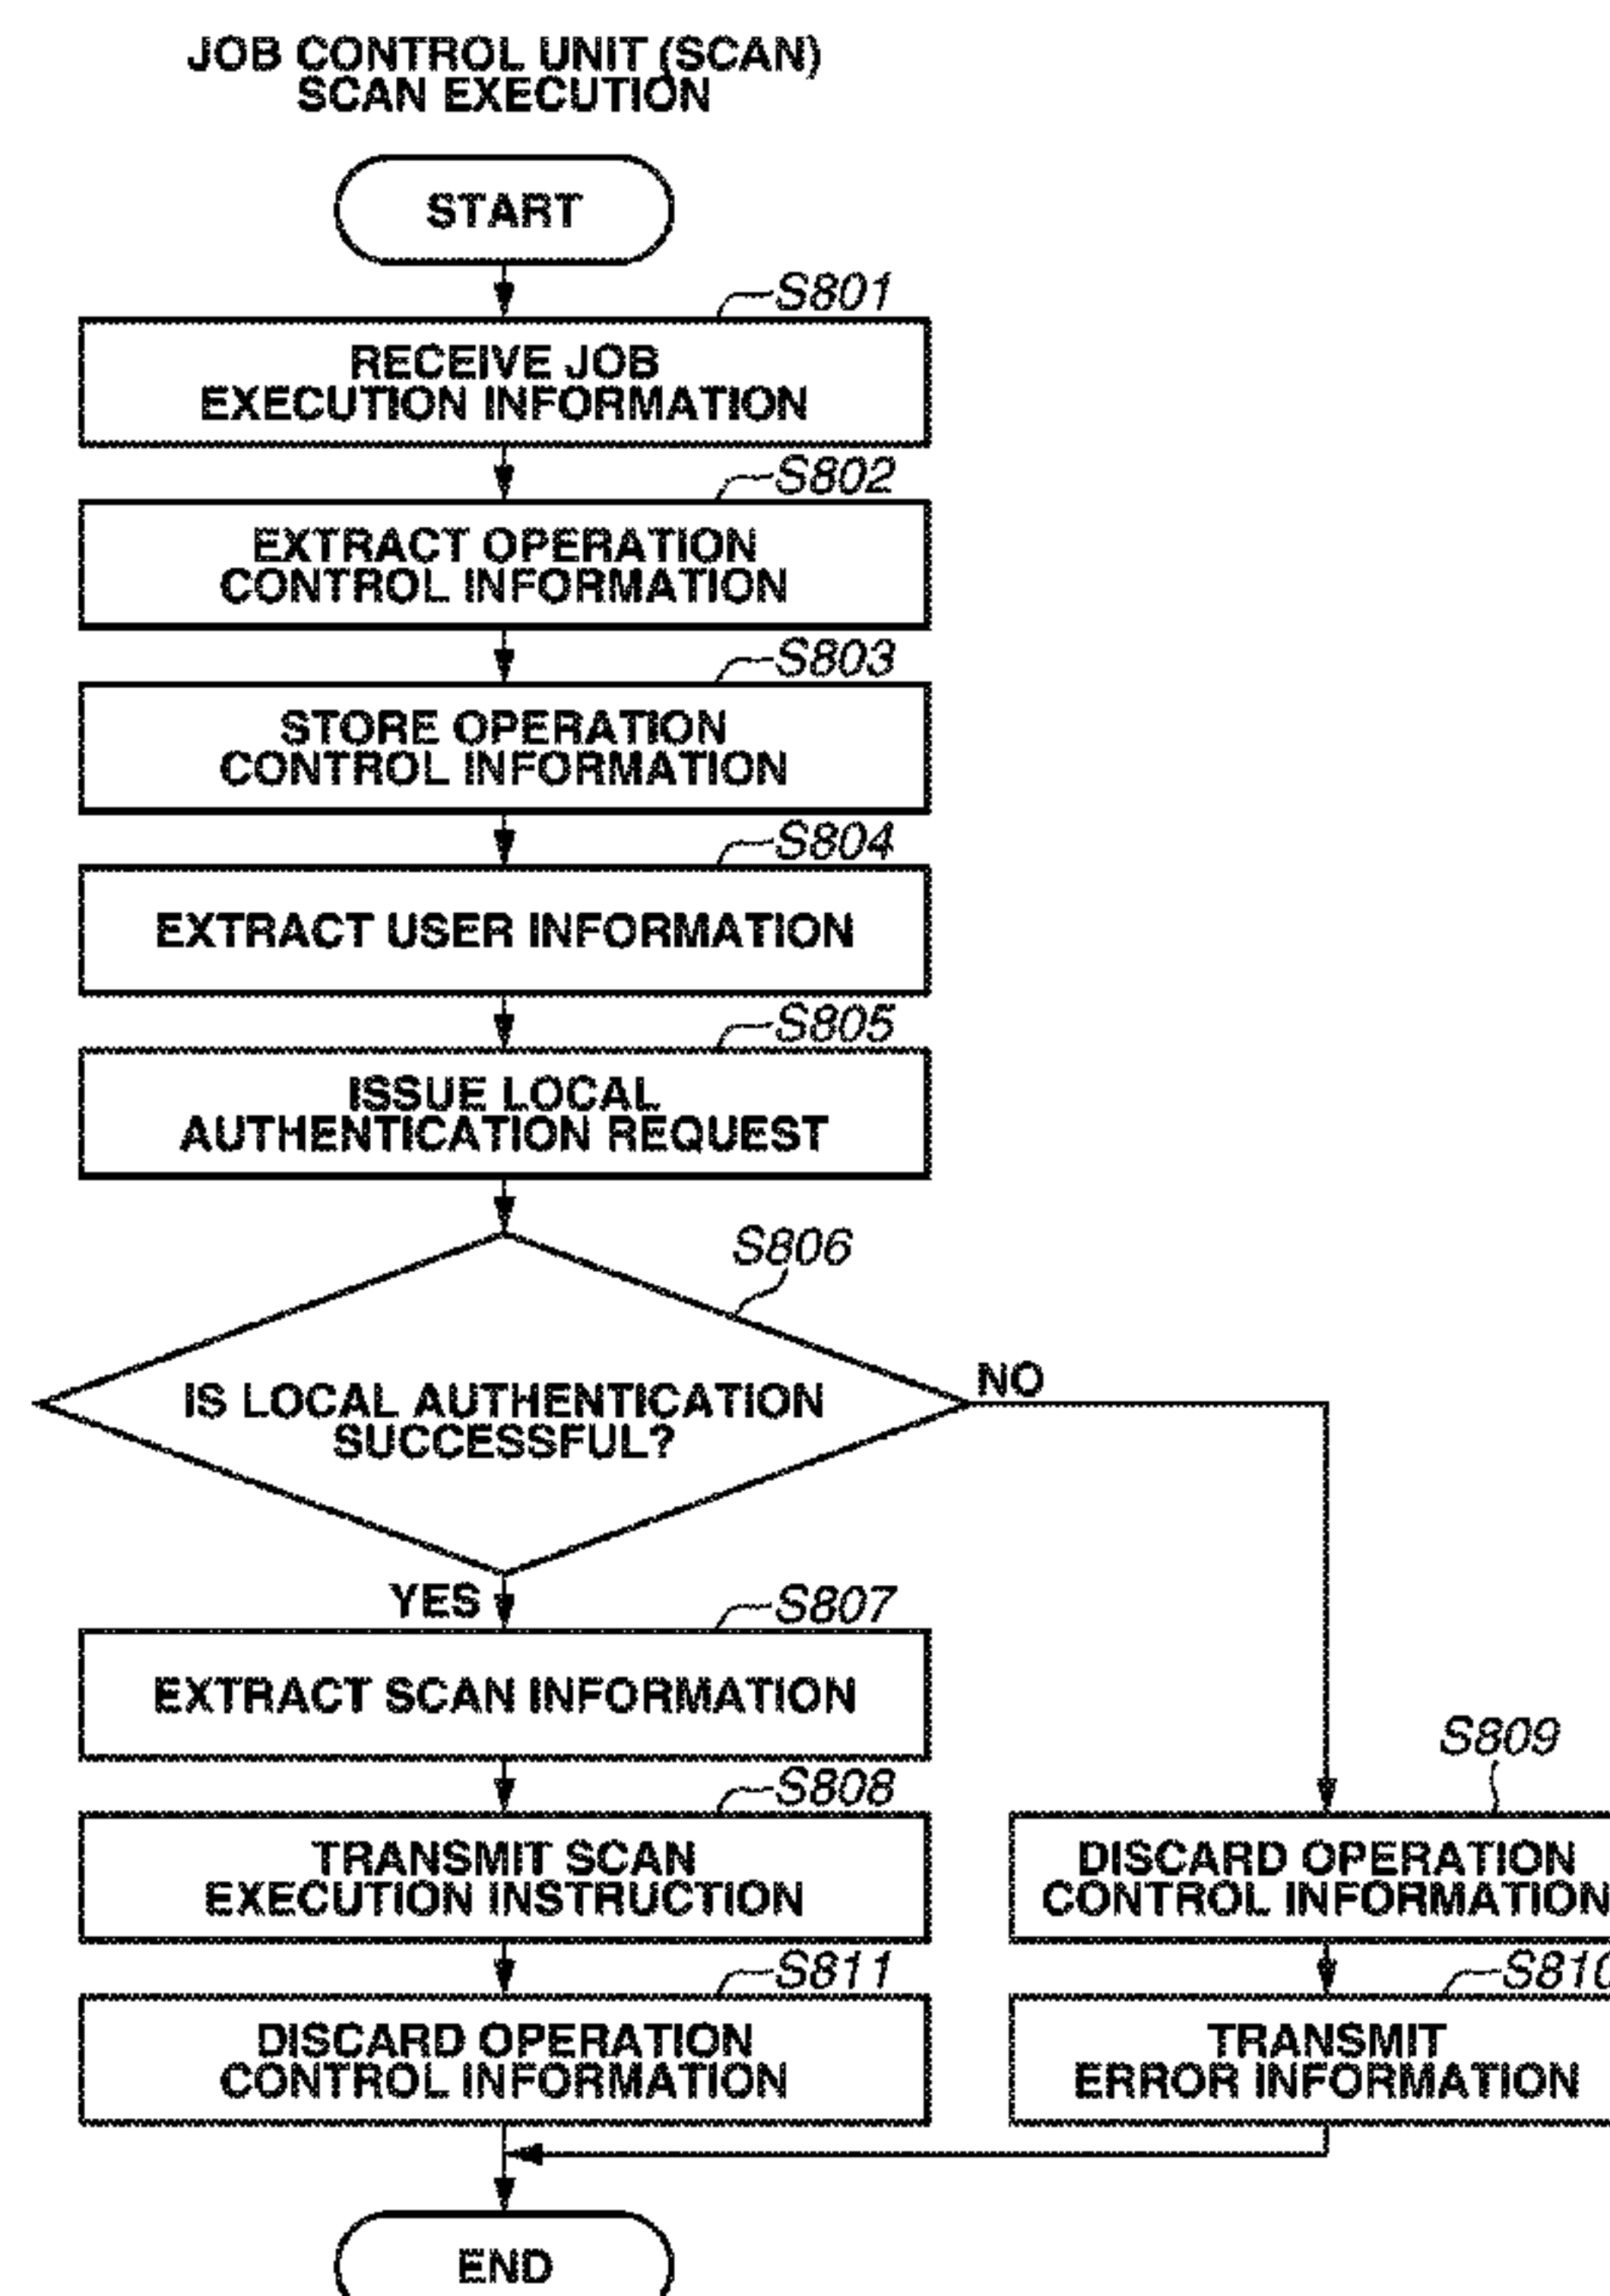 JOB CONTROL UNIT (SCAN)
SCAN EXECUTION
START
S801
RECEIVE JOB
EXECUTION INFORMATION
S802
EXTRACT OPERATION
CONTROL INFORMATION
S803
STORE OPERATION
CONTROL INFORMATION
S804
EXTRACT USER INFORMATION
S805
ISSUE LOCAL
AUTHENTICATION REQUEST
S806
IS LOCAL AUTHENTICATION
SUCCESSFUL?
NO
YES
S807
EXTRACT SCAN INFORMATION
S808
TRANSMIT SCAN
EXECUTION INSTRUCTION
S809
DISCARD OPERATION
CONTROL INFORMATION
S811
DISCARD OPERATION
CONTROL INFORMATION
S810
TRANSMIT
ERROR INFORMATION
END